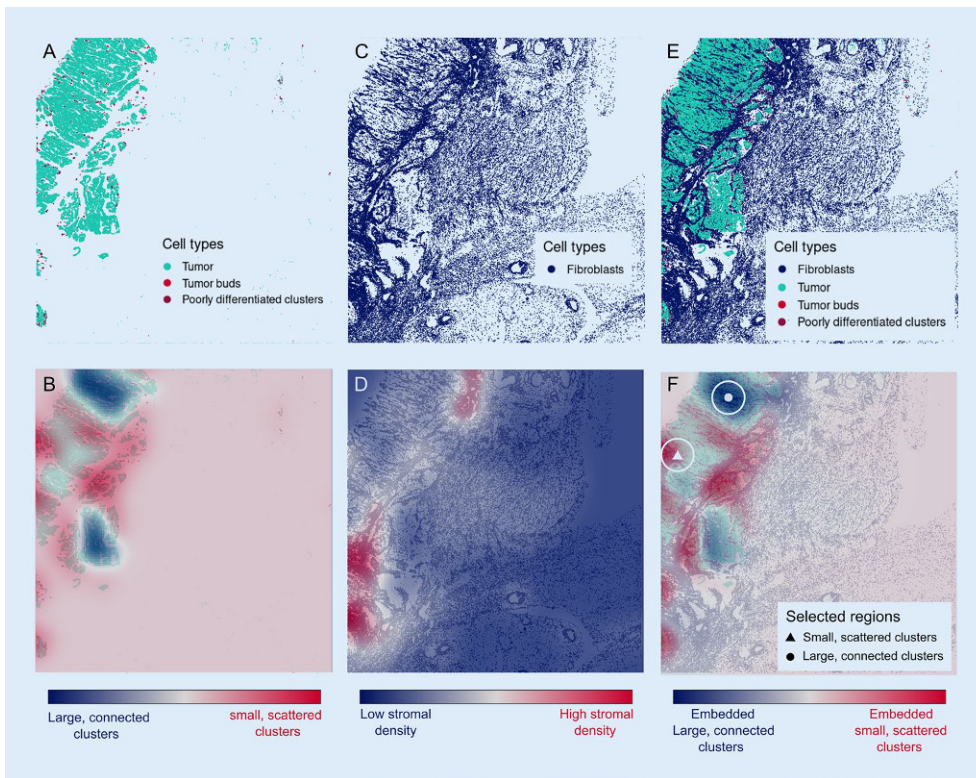 A
Cell types
Tumor
Tumor buds
Poorly differentiated clusters
C
Cell types
Fibroblasts
E
Cell types
Fibroblasts
Tumor
Tumor buds
Poorly differentiated clusters
B
Large, connected
clusters
small, scattered
clusters
D
Low stromal
density
High stromal
density
F
Selected regions
Small, scattered clusters
Large, connected clusters
Embedded
Large, connected
clusters
Embedded
small, scattered
clusters